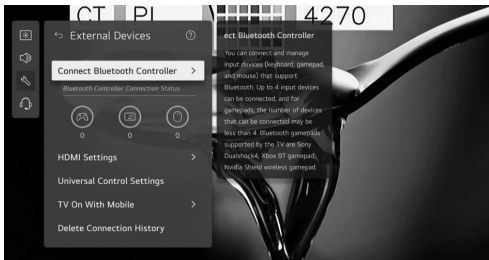 CT PL 4270
External Devices ?
Connect Bluetooth Controller >
Bluetooth Controller Connection Status
0 0 0
HDMI Settings >
Universal Control Settings
TV On With Mobile >
Delete Connection History
ect Bluetooth Controller
You can connect and manage
input devices (keyboard, gamepad,
and mouse) that support
Bluetooth. Up to 4 input devices
can be connected, and for
gamepads, the number of devices
that can be connected may be
less than 4. Bluetooth gamepads
supported by the TV are Sony
Dualshock4, Xbox BT gamepad,
Nvidia Shield wireless gamepad.